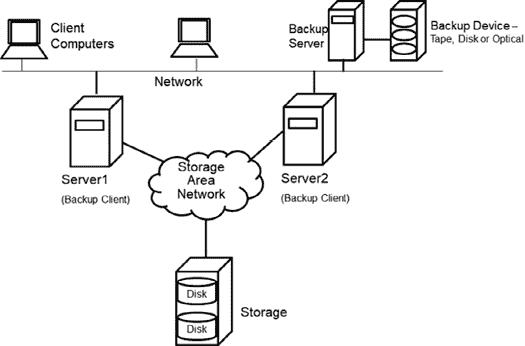 Client
Computers
Backup
Server
Backup Device –
Tape, Disk or Optical
Network
Server1
(Backup Client)
Storage
Area
Network
Server2
(Backup Client)
Disk
Disk
Storage